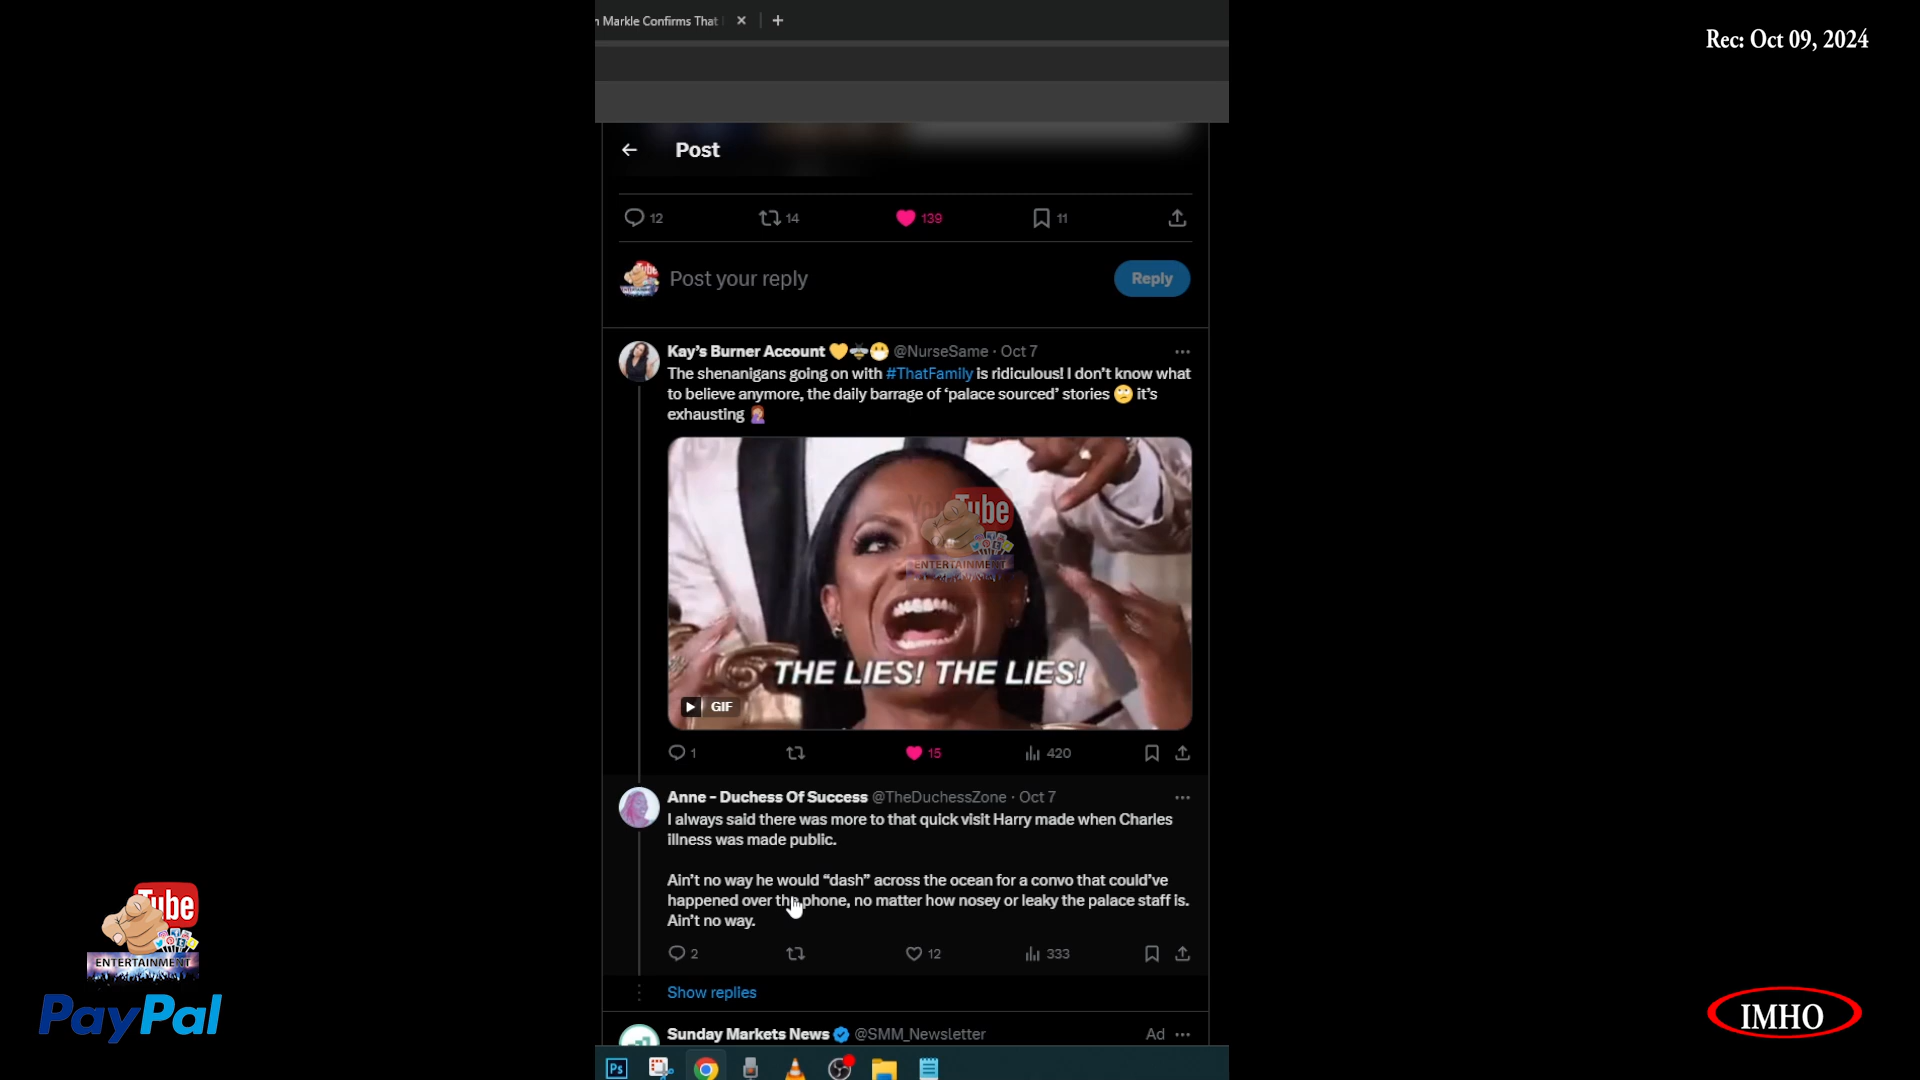 n Markle Confirms That
Rec: Oct 09, 2024
Post
12
14
139
11
Post your reply
Reply
Kay's Burner Account 💛🐝😷 @NurseSame · Oct 7
The shenanigans going on with #ThatFamily is ridiculous! I don't know what
to believe anymore, the daily barrage of 'palace sourced' stories 🙄 it's
exhausting 🤦🏽‍♀️
YouTube
ENTERTAINMENT
THE LIES! THE LIES!
GIF
1
15
420
Anne - Duchess Of Success @TheDuchessZone · Oct 7
I always said there was more to that quick visit Harry made when Charles
illness was made public.
Ain't no way he would “dash” across the ocean for a convo that could've
happened over the phone, no matter how nosey or leaky the palace staff is.
Ain't no way.
2
12
333
Show replies
Sunday Markets News @SMM_Newsletter
Ad
Ps
Tube
ENTERTAINMENT
PayPal
IMHO